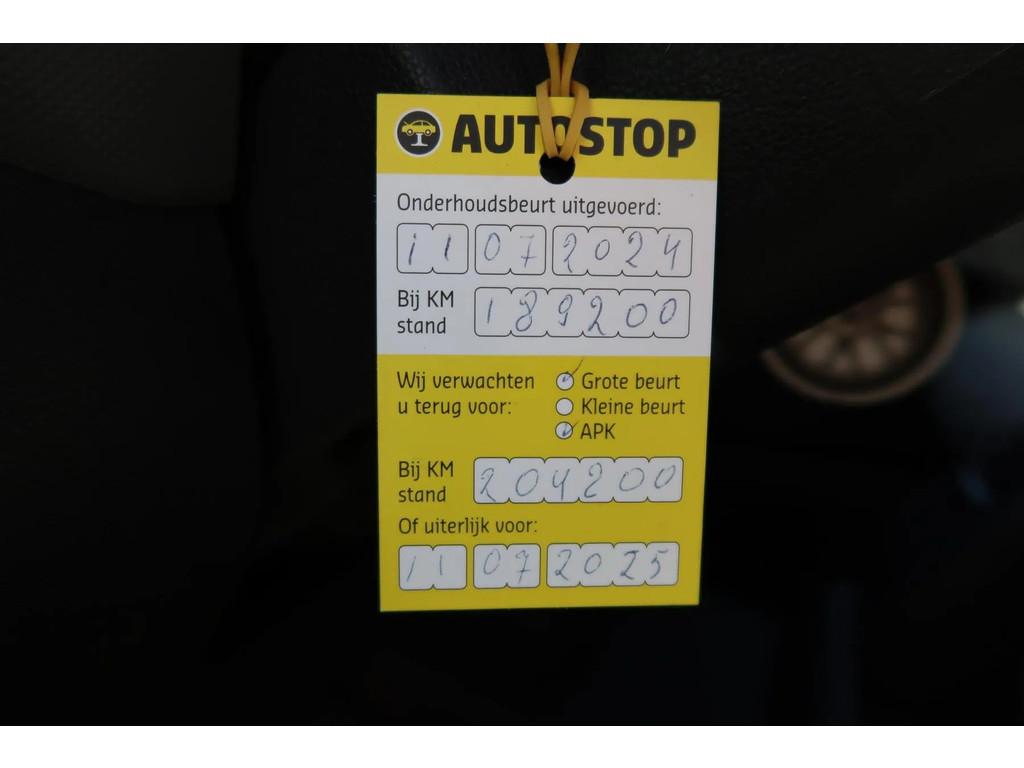 AUTOSTOP
Onderhoudsbeurt uitgevoerd:
11 07 2024
Bij KM stand 189200
Wij verwachten u terug voor:
Grote beurt
Kleine beurt
APK
Bij KM stand 204200
Of uiterlijk voor:
11 07 2025